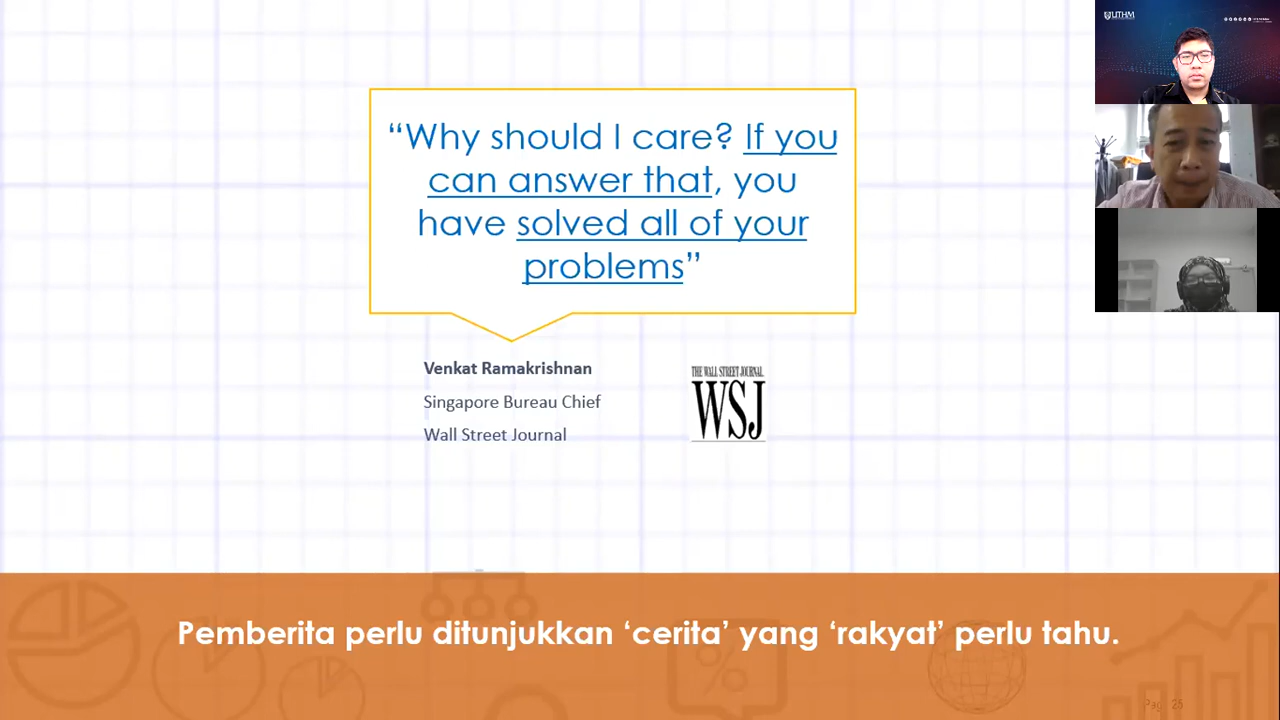 “Why should I care? If you
can answer that, you
have solved all of your
problems”
Venkat Ramakrishnan
Singapore Bureau Chief
Wall Street Journal
THE WALL STREET JOURNAL
WSJ
Pemberita perlu ditunjukkan ‘cerita’ yang ‘rakyat’ perlu tahu.
UTHM